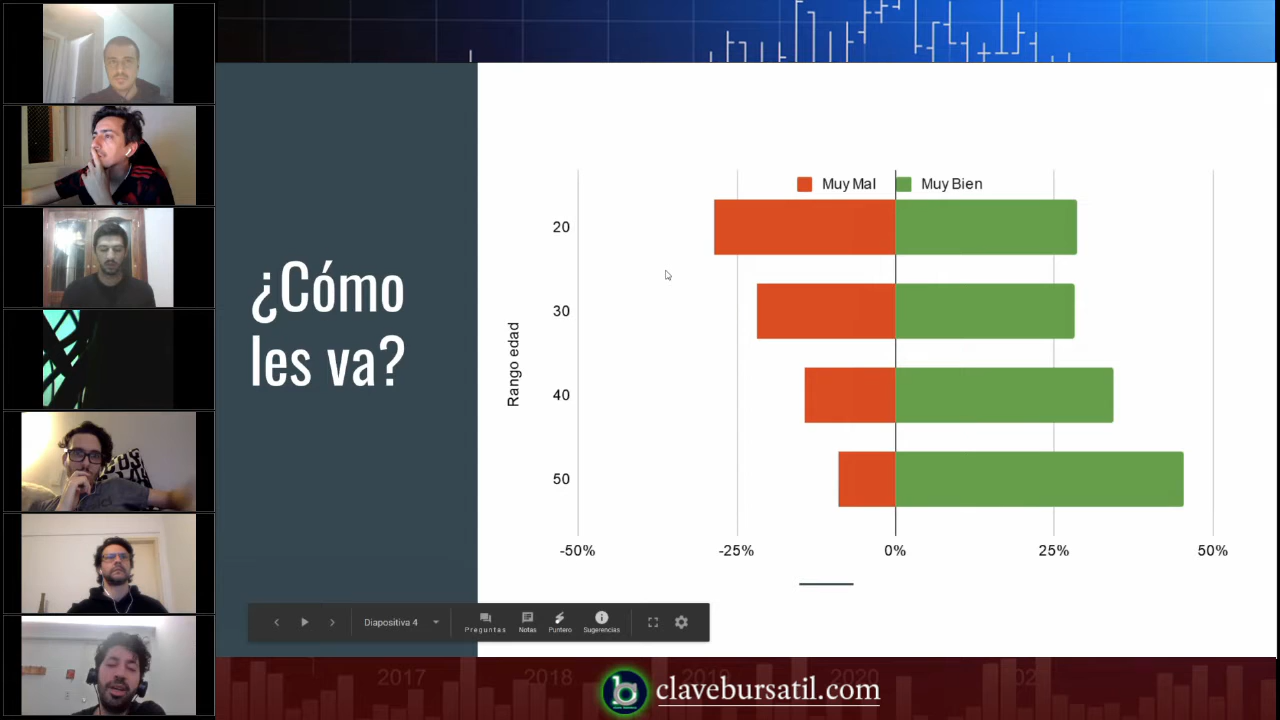 ¿Cómo
les va?
Muy Mal
Muy Bien
Rango edad
20
30
40
50
-50%
-25%
0%
25%
50%
Diapositiva 4
Preguntas
Notas
Puntero
Sugerencias
2017
2018
2019
2020
clavebursatil.com